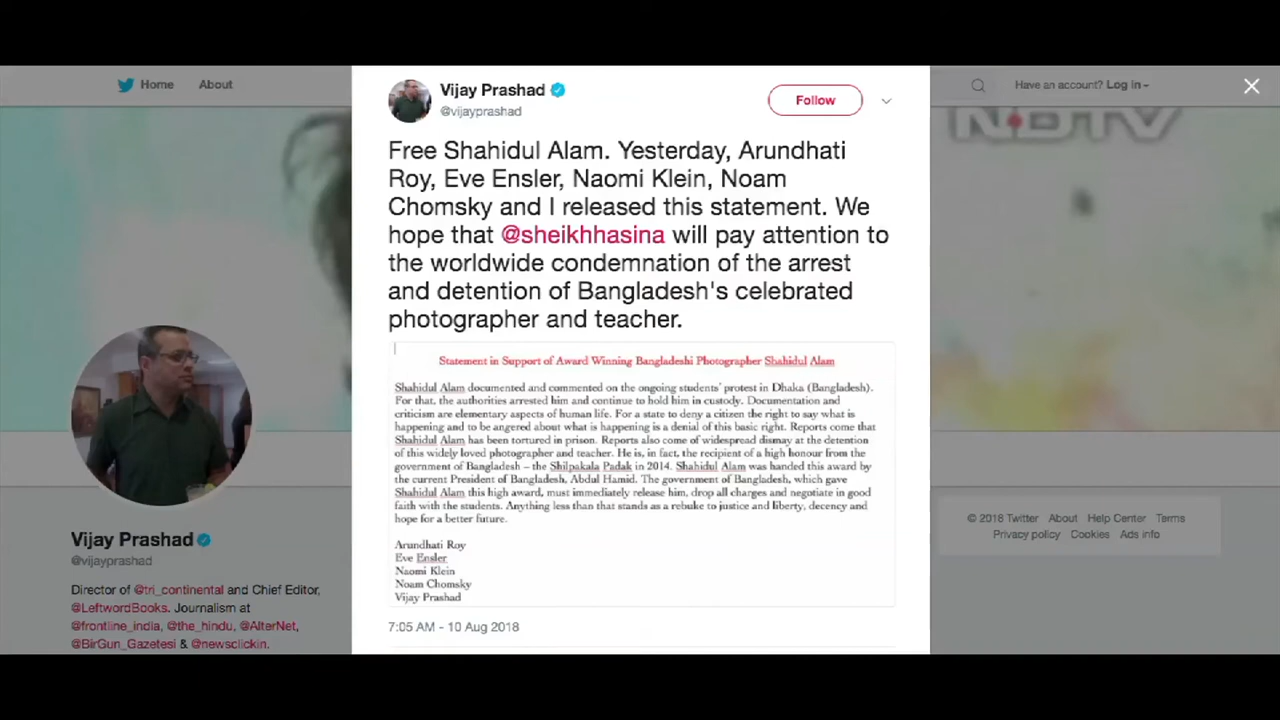 Home About
Have an account? Log in
NDTV
Vijay Prashad
@vijayprashad
Follow
Free Shahidul Alam. Yesterday, Arundhati
Roy, Eve Ensler, Naomi Klein, Noam
Chomsky and I released this statement. We
hope that @sheikhhasina will pay attention to
the worldwide condemnation of the arrest
and detention of Bangladesh's celebrated
photographer and teacher.
Statement in Support of Award Winning Bangladeshi Photographer Shahidul Alam
Shahidul Alam documented and commented on the ongoing students' protest in Dhaka (Bangladesh).
For that, the authorities arrested him and continue to hold him in custody. Documentation and
criticism are elementary aspects of human life. For a state to deny a citizen the right to say what is
happening and to be angered about what is happening is a denial of this basic right. Reports come that
Shahidul Alam has been tortured in prison. Reports also come of widespread dismay at the detention
of this widely loved photographer and teacher. He is, in fact, the recipient of a high honour from the
government of Bangladesh – the Shilpakala Padak in 2014. Shahidul Alam was handed this award by
the current President of Bangladesh, Abdul Hamid. The government of Bangladesh, which gave
Shahidul Alam this high award, must immediately release him, drop all charges and negotiate in good
faith with the students. Anything less than that stands as a rebuke to justice and liberty, decency and
hope for a better future.
Arundhati Roy
Eve Ensler
Naomi Klein
Noam Chomsky
Vijay Prashad
7:05 AM - 10 Aug 2018
Vijay Prashad
@vijayprashad
Director of @tri_continental and Chief Editor,
@LeftwordBooks. Journalism at
@frontline_india, @the_hindu, @AlterNet,
@BirGun_Gazetesi & @newsclickin.
© 2018 Twitter About Help Center Terms
Privacy policy Cookies Ads info